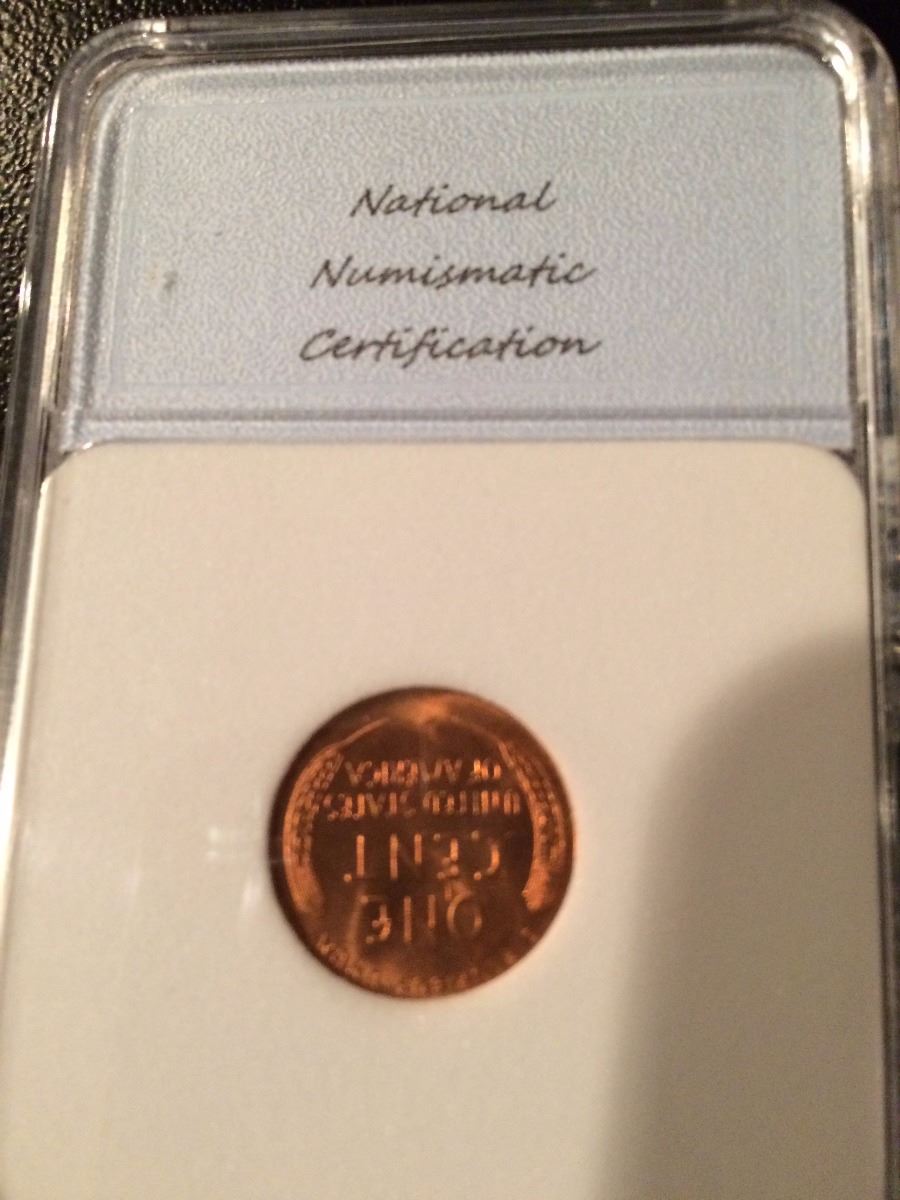 National
Numismatic
Certification
ONE
CENT
UNITED STATES
OF AMERICA